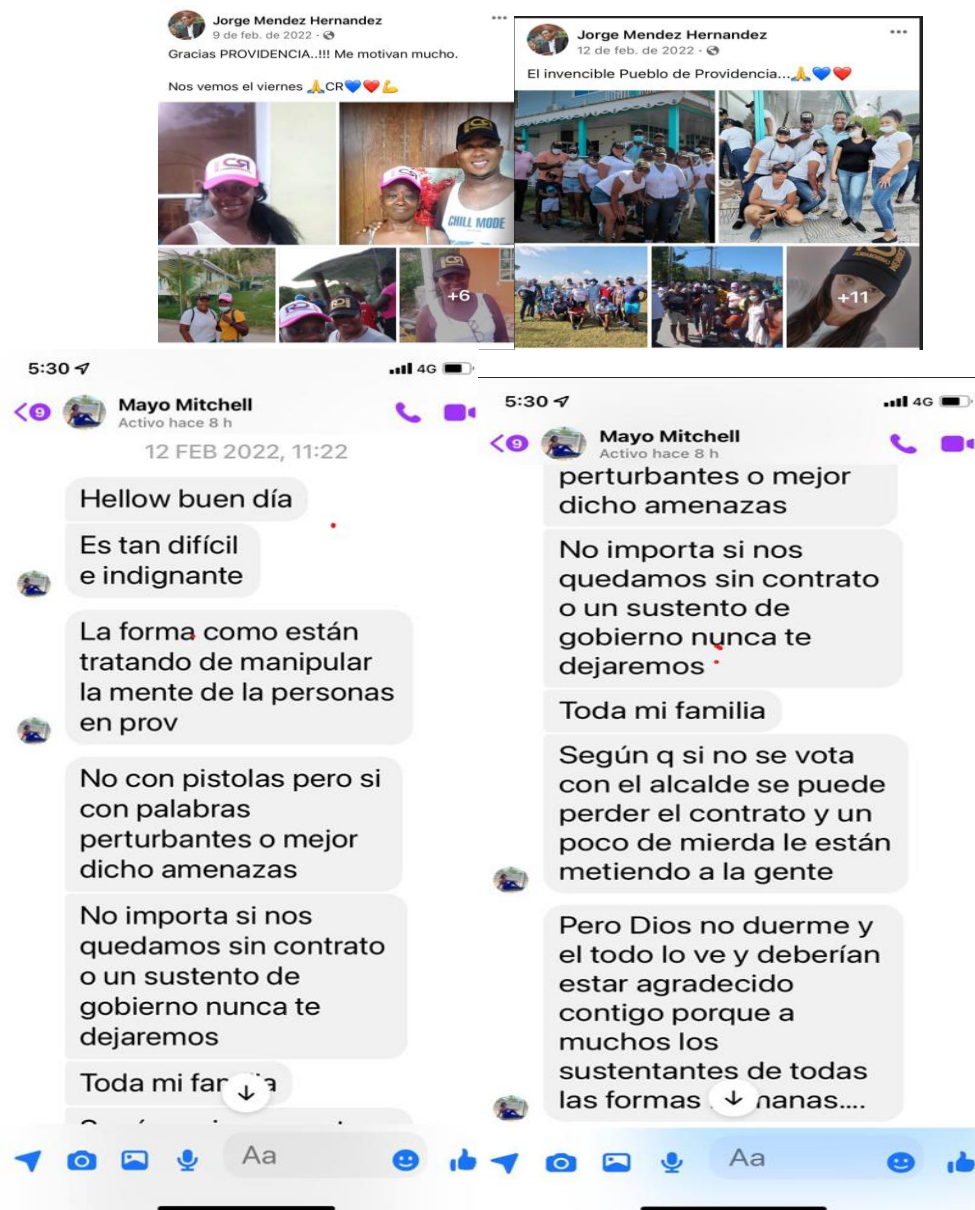 Jorge Mendez Hernandez
9 de feb. de 2022 ·
Gracias PROVIDENCIA..!!! Me motivan mucho.
Nos vemos el viernes 🙏CR💙❤️💪
CHILL MODE
+6
Jorge Mendez Hernandez
12 de feb. de 2022 ·
El invencible Pueblo de Providencia...🙏💙❤️
+11
5:30
4G
9
Mayo Mitchell
Activo hace 8 h
12 FEB 2022, 11:22
Hellow buen día
Es tan difícil
e indignante
La forma como están
tratando de manipular
la mente de la personas
en prov
No con pistolas pero si
con palabras
perturbantes o mejor
dicho amenazas
No importa si nos
quedamos sin contrato
o un sustento de
gobierno nunca te
dejaremos
Toda mi
Aa
5:30
4G
9
Mayo Mitchell
Activo hace 8 h
perturbantes o mejor
dicho amenazas
No importa si nos
quedamos sin contrato
o un sustento de
gobierno nunca te
dejaremos
Toda mi familia
Según q si no se vota
con el alcalde se puede
perder el contrato y un
poco de mierda le están
metiendo a la gente
Pero Dios no duerme y
el todo lo ve y deberían
estar agradecido
contigo porque a
muchos los
sustentantes de todas
las formas
Aa